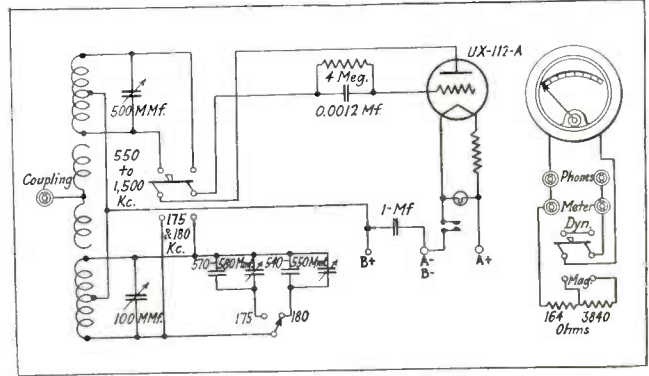 UX-112-A
4 Meg.
0.0012 Mf.
500 MMf.
550
to
1,500
Kc.
Coupling
175
&180
Kc.
1-Mf
B+
A-
B-
A+
570-580Mmf.
540-550Mmf.
100 MMf.
175
180
Phones
Meter
Dyn.
Mag.
164
3840
Ohms